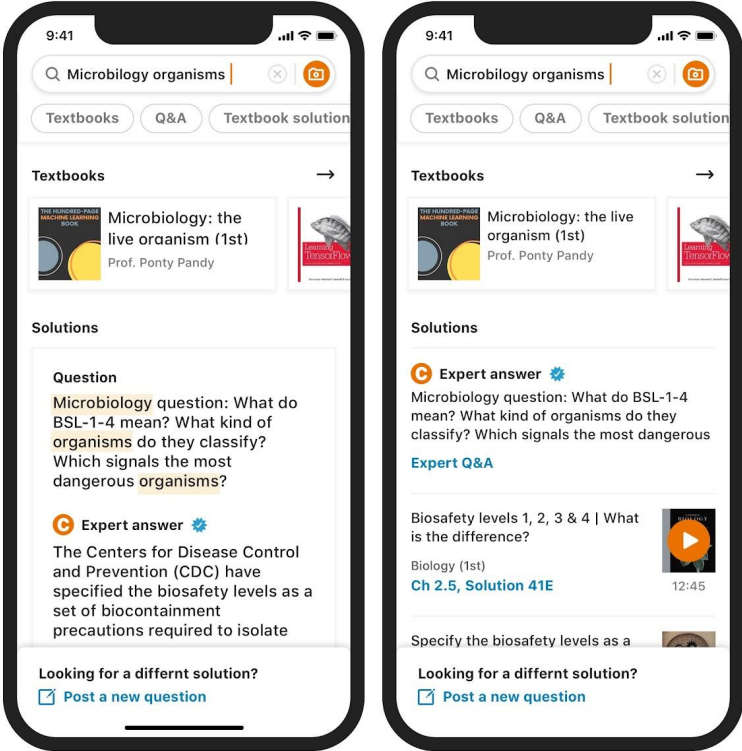 9:41
Microbilogy organisms
Textbooks
Q&A
Textbook solution
Textbooks
THE HUNDRED-PAGE
MACHINE LEARNING
BOOK
Microbiology: the
live organism (1st)
Prof. Ponty Pandy
Learning
TensorFlow
Solutions
Question
Microbiology question: What do
BSL-1-4 mean? What kind of
organisms do they classify?
Which signals the most
dangerous organisms?
C Expert answer
The Centers for Disease Control
and Prevention (CDC) have
specified the biosafety levels as a
set of biocontainment
precautions required to isolate
Looking for a differnt solution?
Post a new question
9:41
Microbilogy organisms
Textbooks
Q&A
Textbook solution
Textbooks
THE HUNDRED-PAGE
MACHINE LEARNING
BOOK
Microbiology: the live
organism (1st)
Prof. Ponty Pandy
Learning
TensorFlow
Solutions
C Expert answer
Microbiology question: What do BSL-1-4
mean? What kind of organisms do they
classify? Which signals the most dangerous
Expert Q&A
Biosafety levels 1, 2, 3 & 4 | What
is the difference?
Biology (1st)
Ch 2.5, Solution 41E
BIOLOGY
12:45
Specify the biosafety levels as a
Looking for a differnt solution?
Post a new question